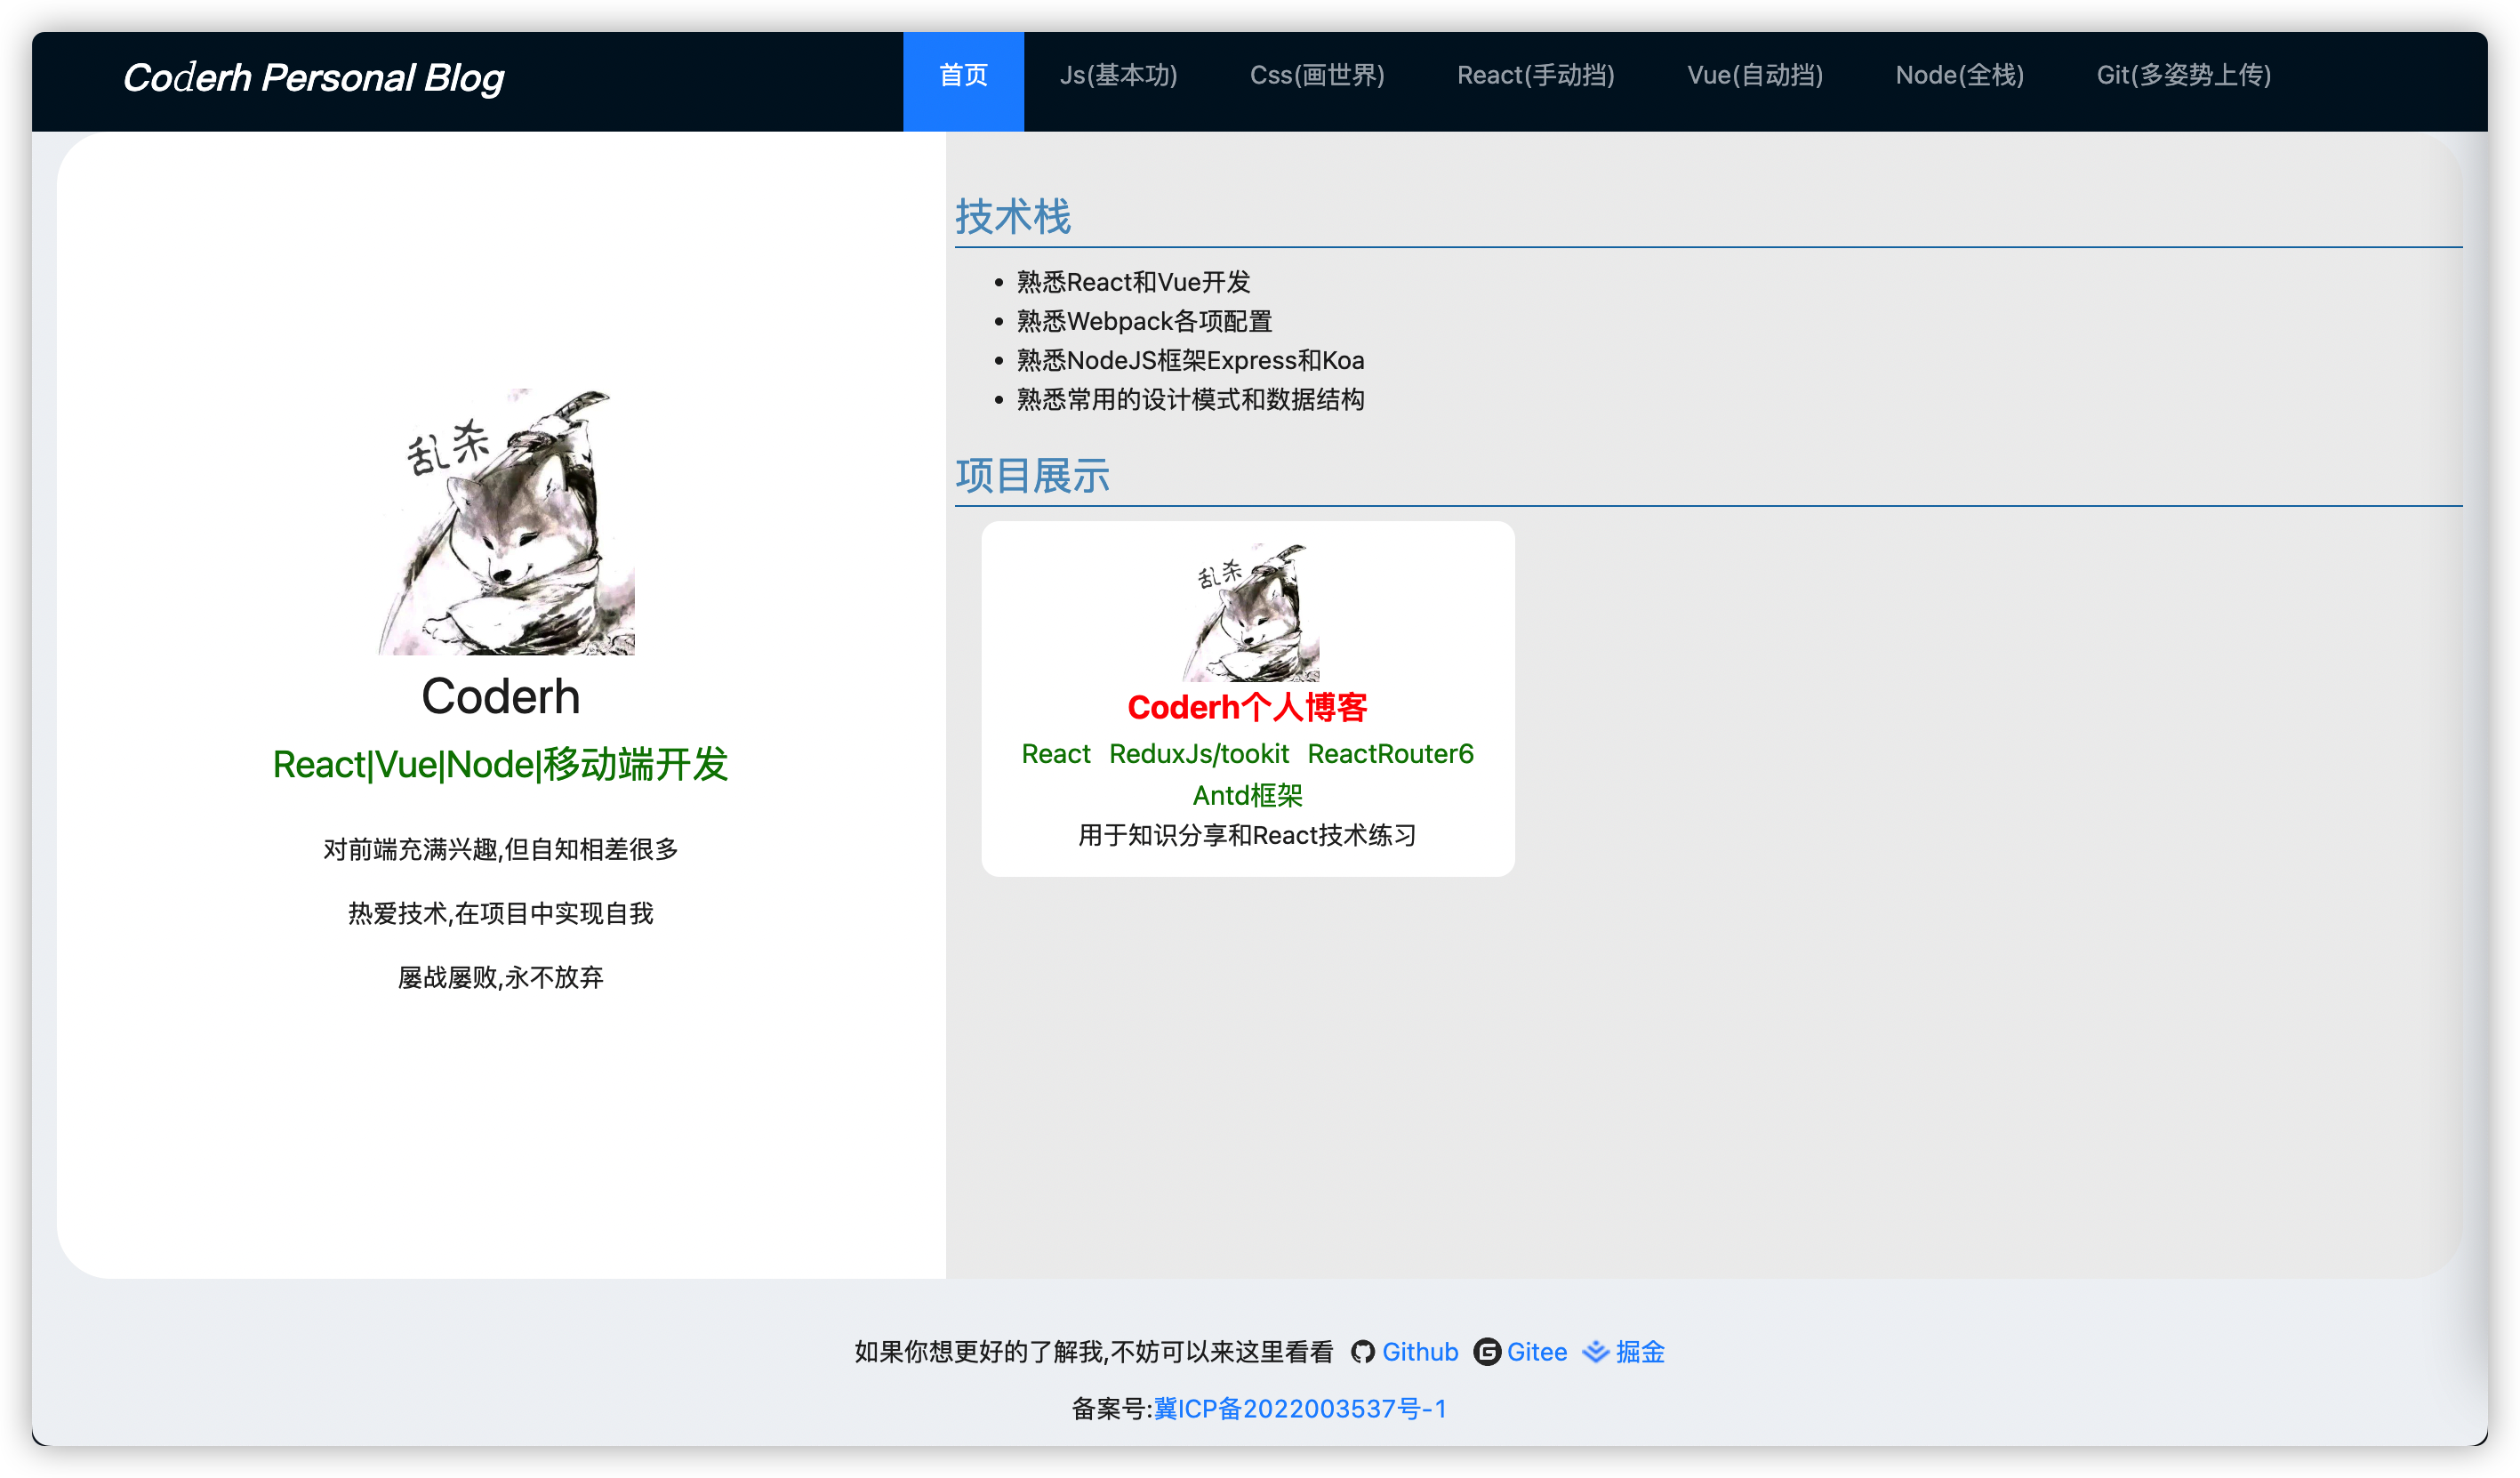 Coderh Personal Blog
首页 Js(基本功) Css(画世界) React(手动挡) Vue(自动挡) Node(全栈) Git(多姿势上传)
乱杀
Coderh
React|Vue|Node|移动端开发
对前端充满兴趣,但自知相差很多
热爱技术,在项目中实现自我
屡战屡败,永不放弃
技术栈
熟悉React和Vue开发
熟悉Webpack各项配置
熟悉NodeJS框架Express和Koa
熟悉常用的设计模式和数据结构
项目展示
乱杀
Coderh个人博客
React ReduxJs/tookit ReactRouter6
Antd框架
用于知识分享和React技术练习
如果你想更好的了解我,不妨可以来这里看看 Github Gitee 掘金
备案号:冀ICP备2022003537号-1